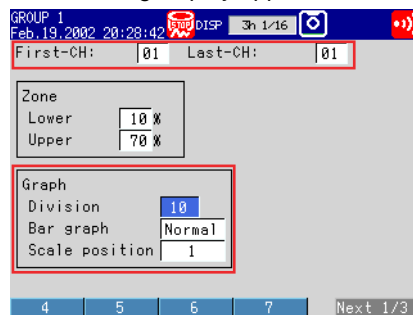 GROUP 1
Feb.19.2002 20:28:42 STOP DISP 3h 1/16
First-CH: 01 Last-CH: 01
Zone
Lower 10 %
Upper 70 %
Graph
Division 10
Bar graph Normal
Scale position 1
4 5 6 7 Next 1/3